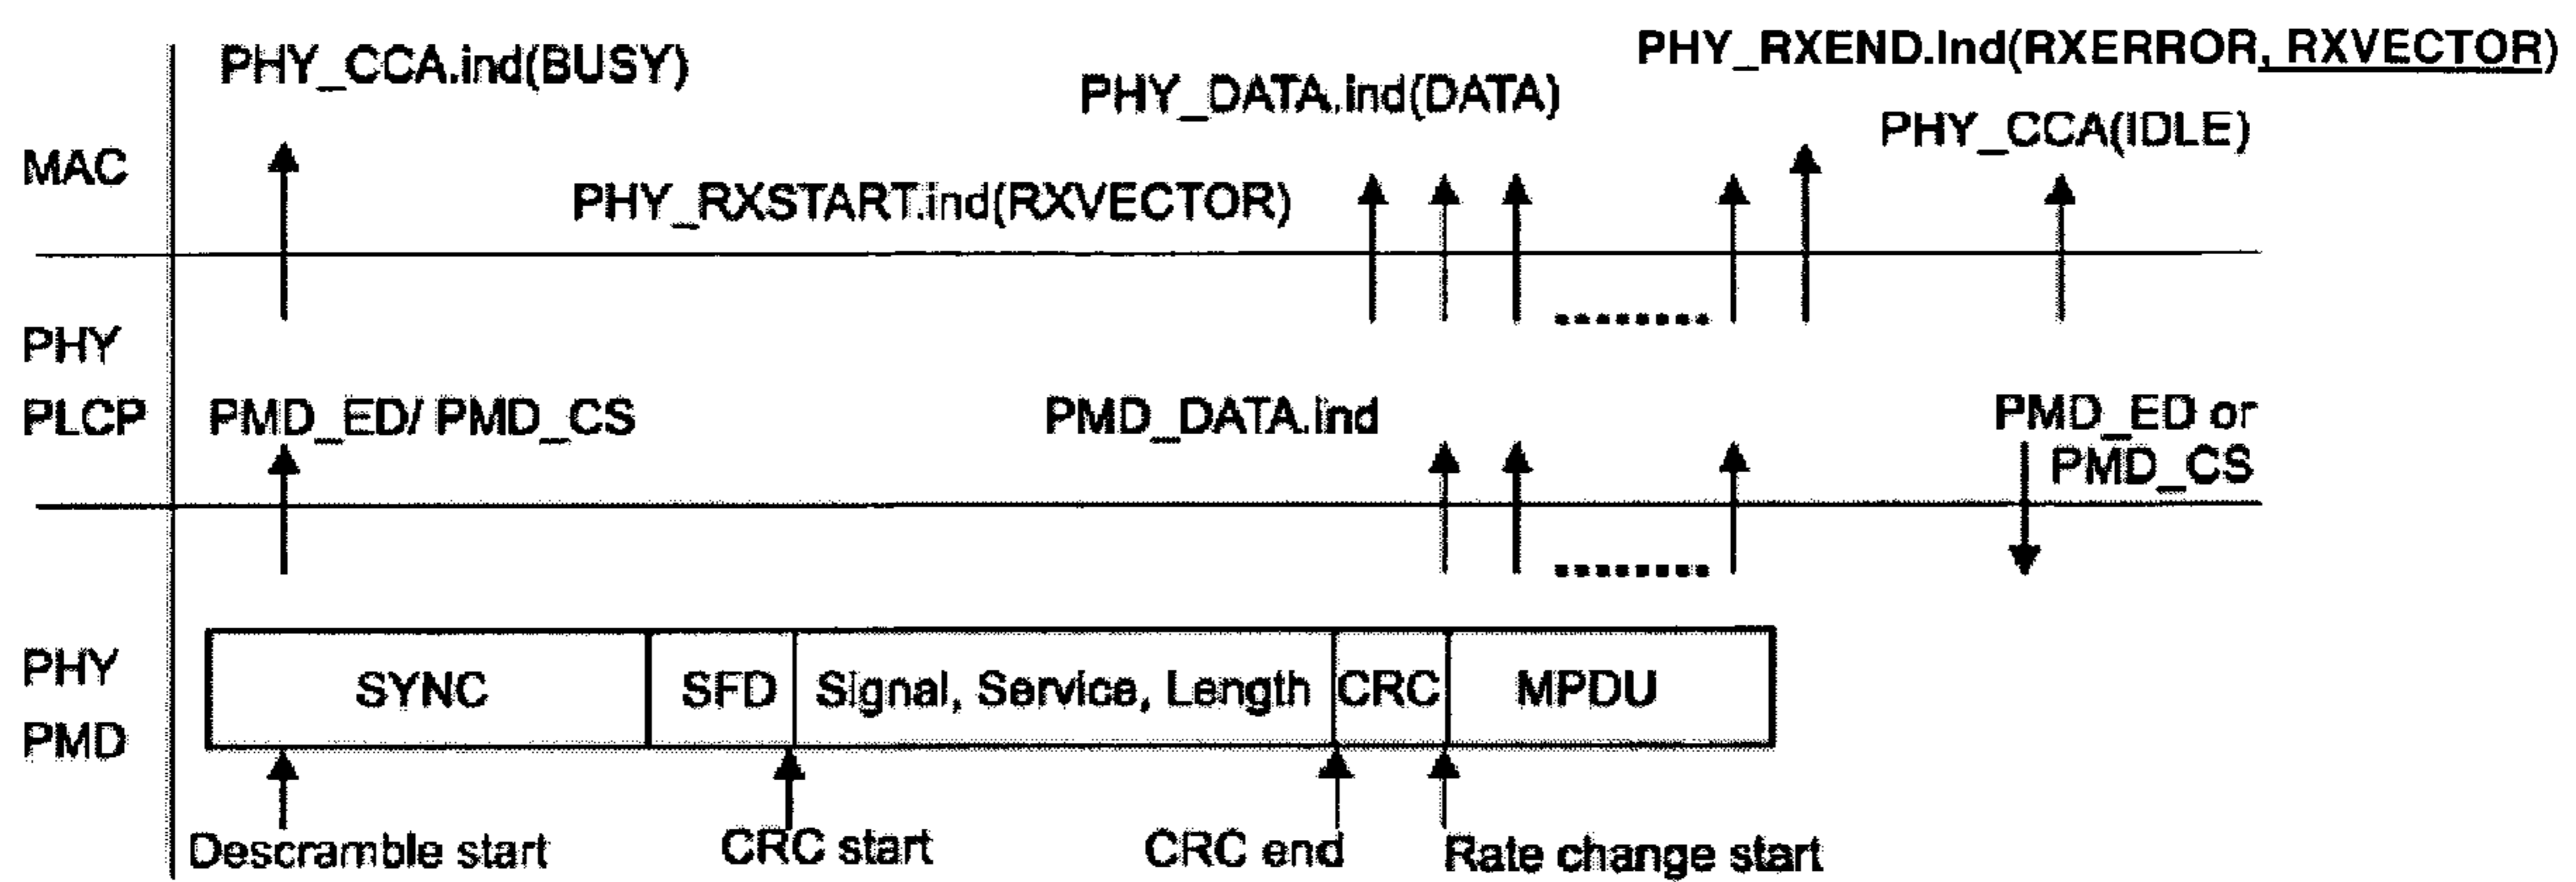 PHY_CCA.ind(BUSY)
PHY_RXEND.Ind(RXERROR, RXVECTOR)
PHY_DATA.ind(DATA)
PHY_CCA(IDLE)
MAC
PHY_RXSTART.ind(RXVECTOR)
PHY
PLCP
PMD_ED/ PMD_CS
PMD_DATA.ind
PMD_ED or
PMD_CS
PHY
PMD
SYNC
SFD
Signal, Service, Length
CRC
MPDU
Descramble start
CRC start
CRC end
Rate change start